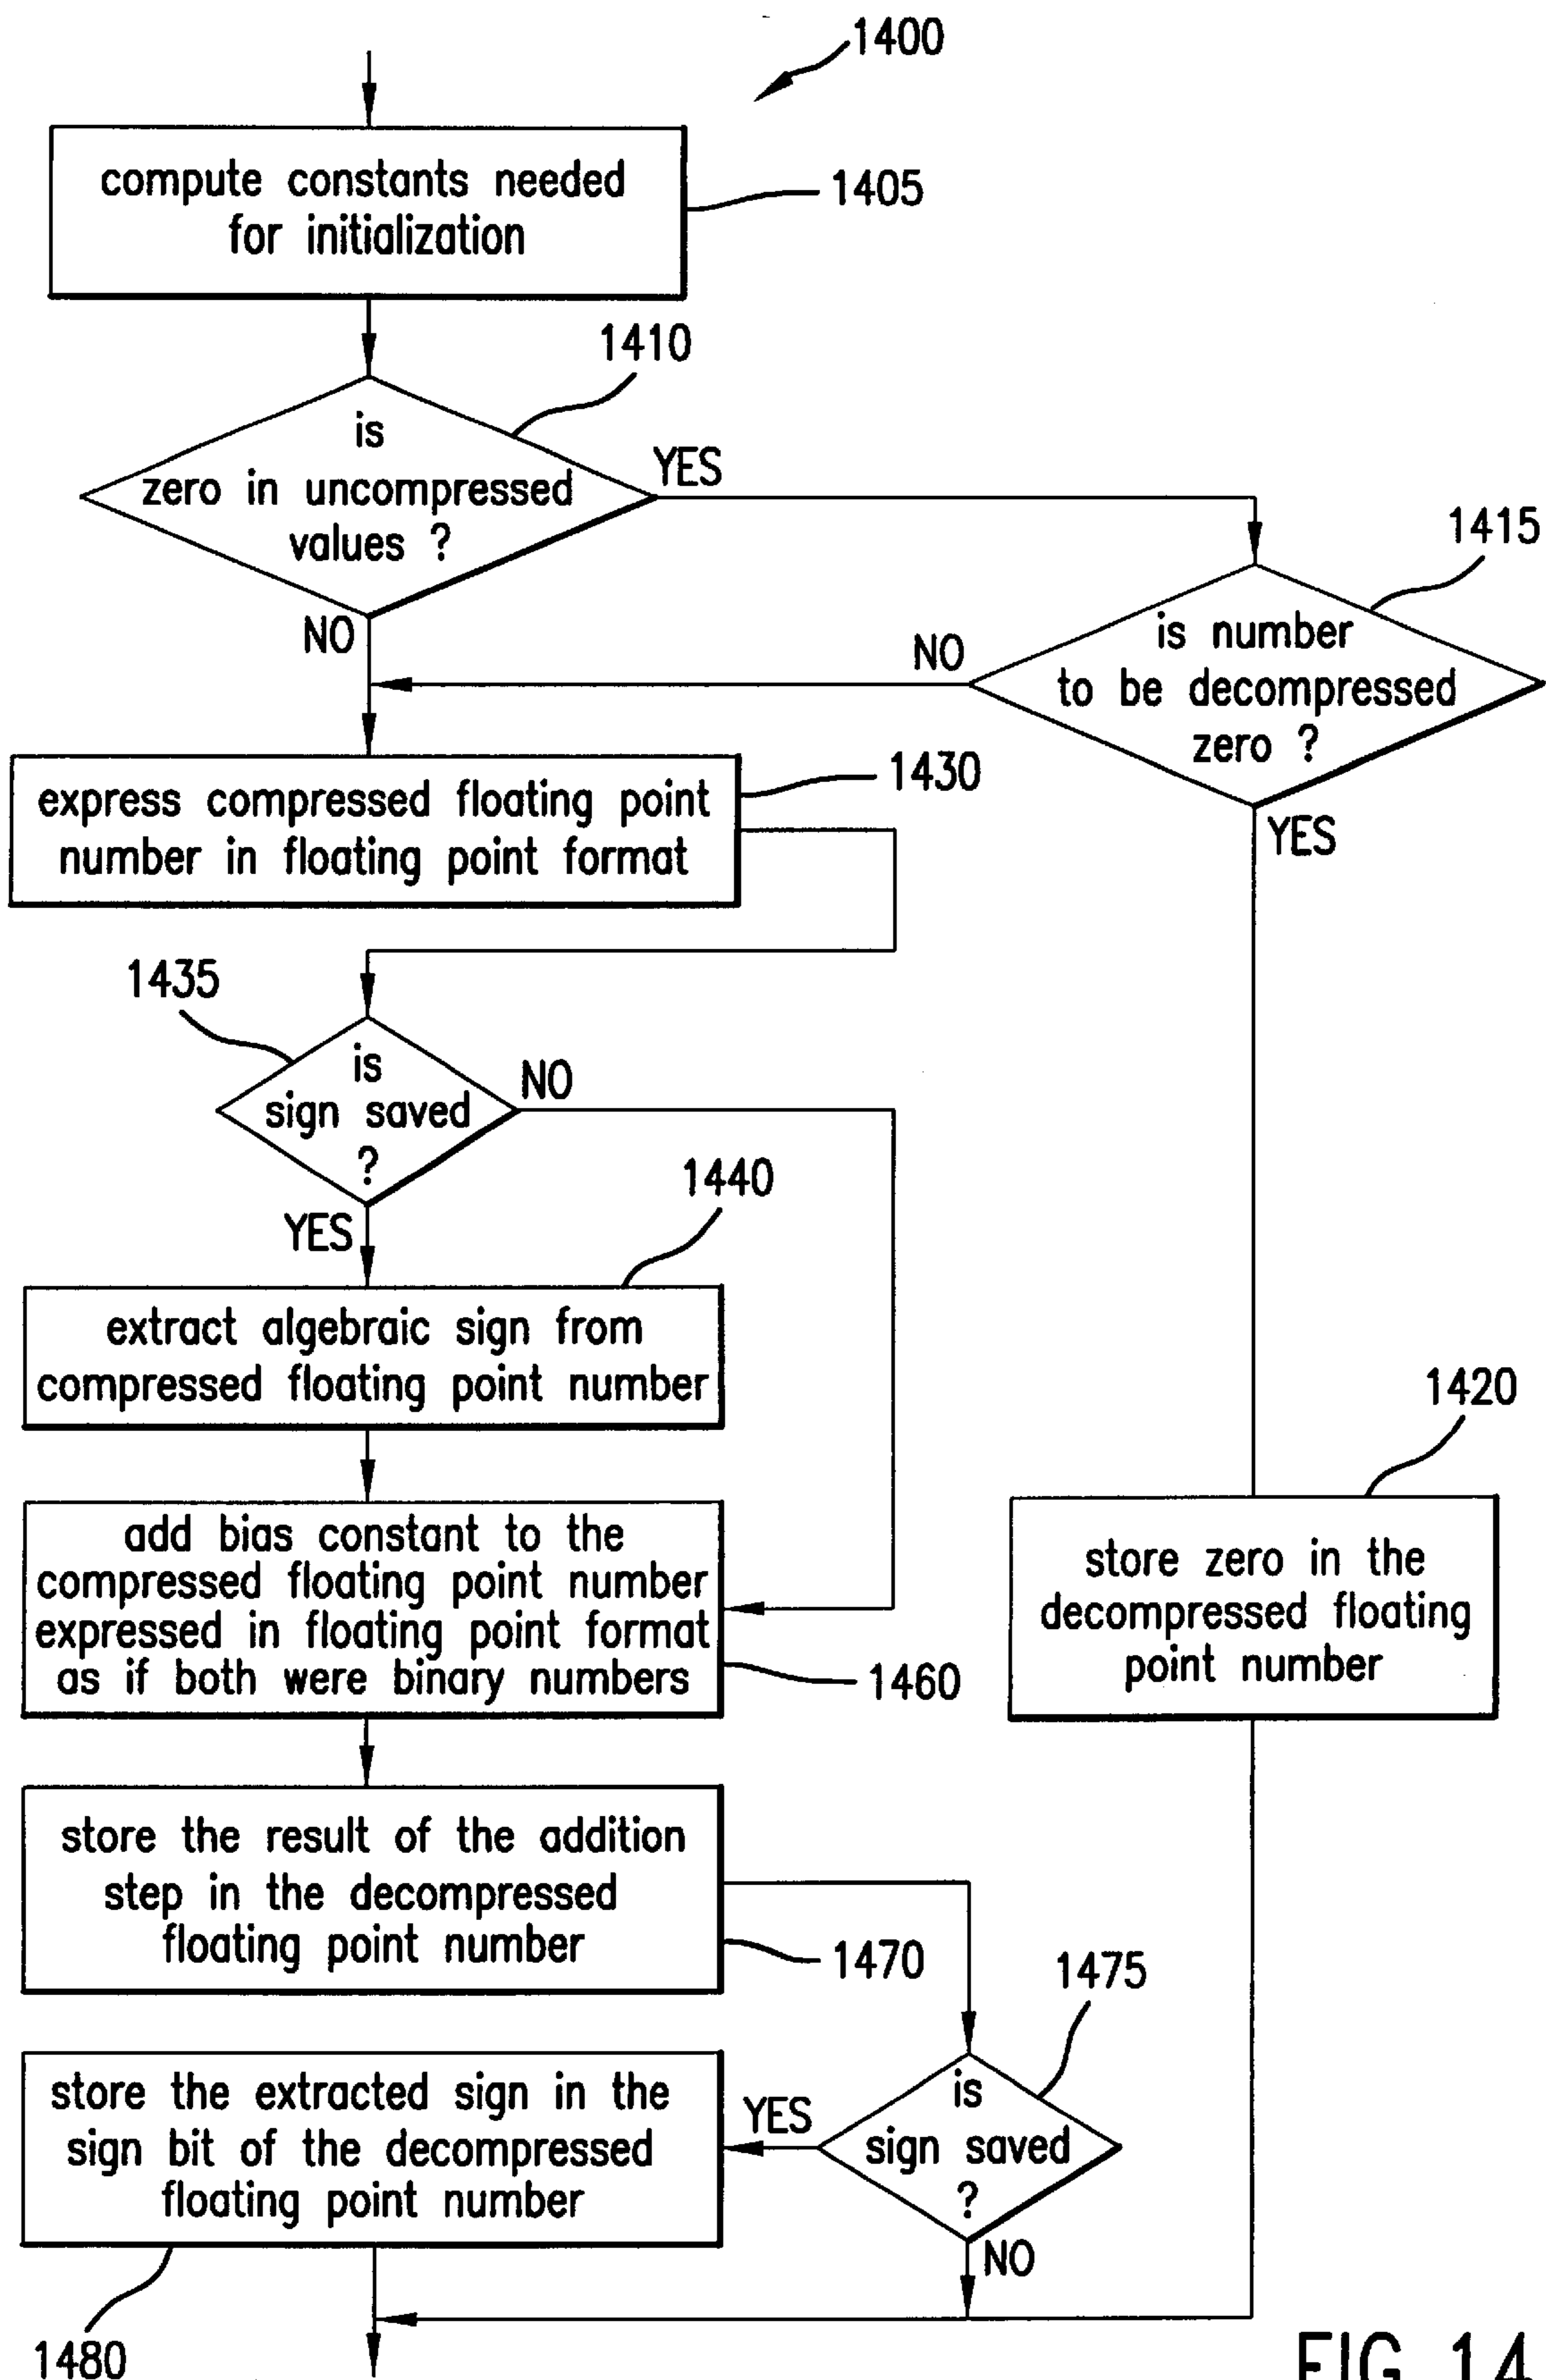 1400
compute constants needed
for initialization
1405
1410
is
zero in uncompressed
values ?
YES
NO
1415
is number
to be decompressed
zero ?
NO
YES
express compressed floating point
number in floating point format
1430
1435
is
sign saved
?
NO
YES
1440
extract algebraic sign from
compressed floating point number
add bias constant to the
compressed floating point number
expressed in floating point format
as if both were binary numbers
1460
1420
store zero in the
decompressed floating
point number
store the result of the addition
step in the decompressed
floating point number
1470
1475
is
sign saved
?
YES
NO
store the extracted sign in the
sign bit of the decompressed
floating point number
1480
FIG. 14